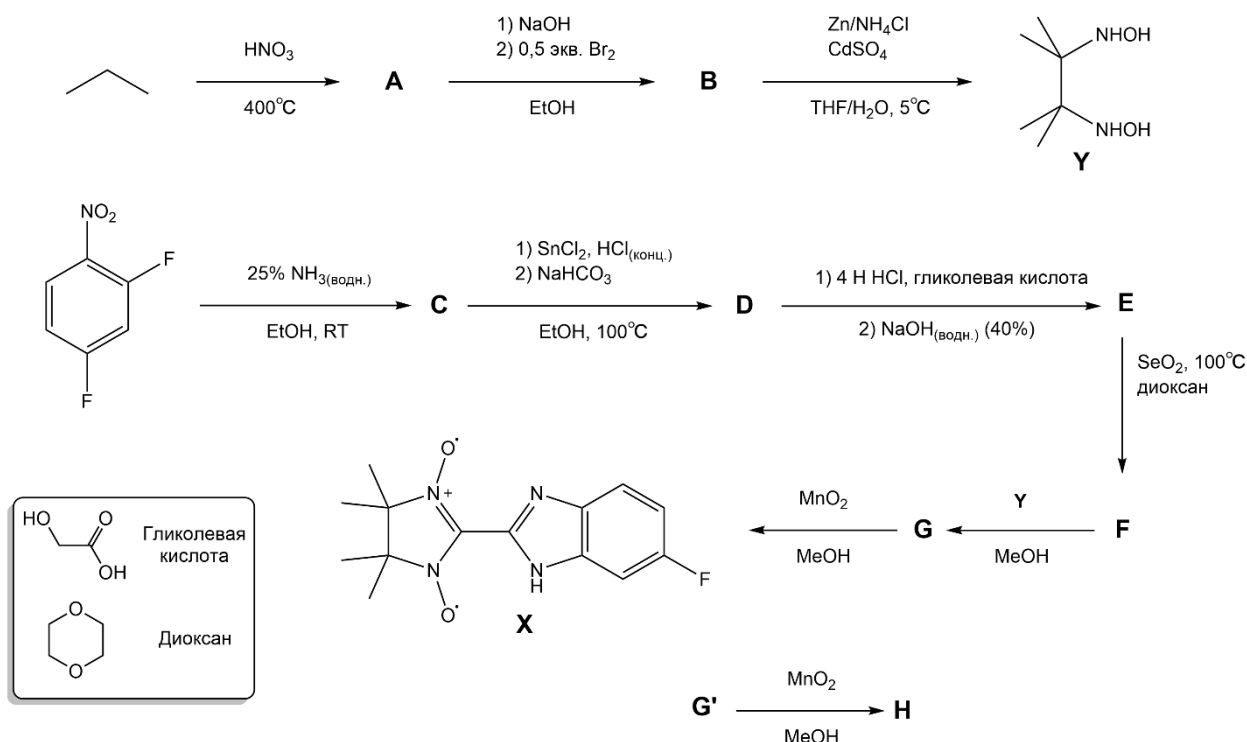 HNO3
400°C
A
1) NaOH
2) 0,5 экв. Br2
EtOH
B
Zn/NH4Cl
CdSO4
THF/H2O, 5°C
NHOH
NHOH
Y
NO2
F
F
25% NH3(водн.)
EtOH, RT
C
1) SnCl2, HCl(конц.)
2) NaHCO3
EtOH, 100°C
D
1) 4 Н HCl, гликолевая кислота
2) NaOH(водн.) (40%)
E
SeO2, 100°C
диоксан
F
Y
MeOH
G
MnO2
MeOH
O•
N+
N
O•
N
NH
F
X
HO
O
OH
Гликолевая
кислота
O
O
Диоксан
G'
MnO2
MeOH
H